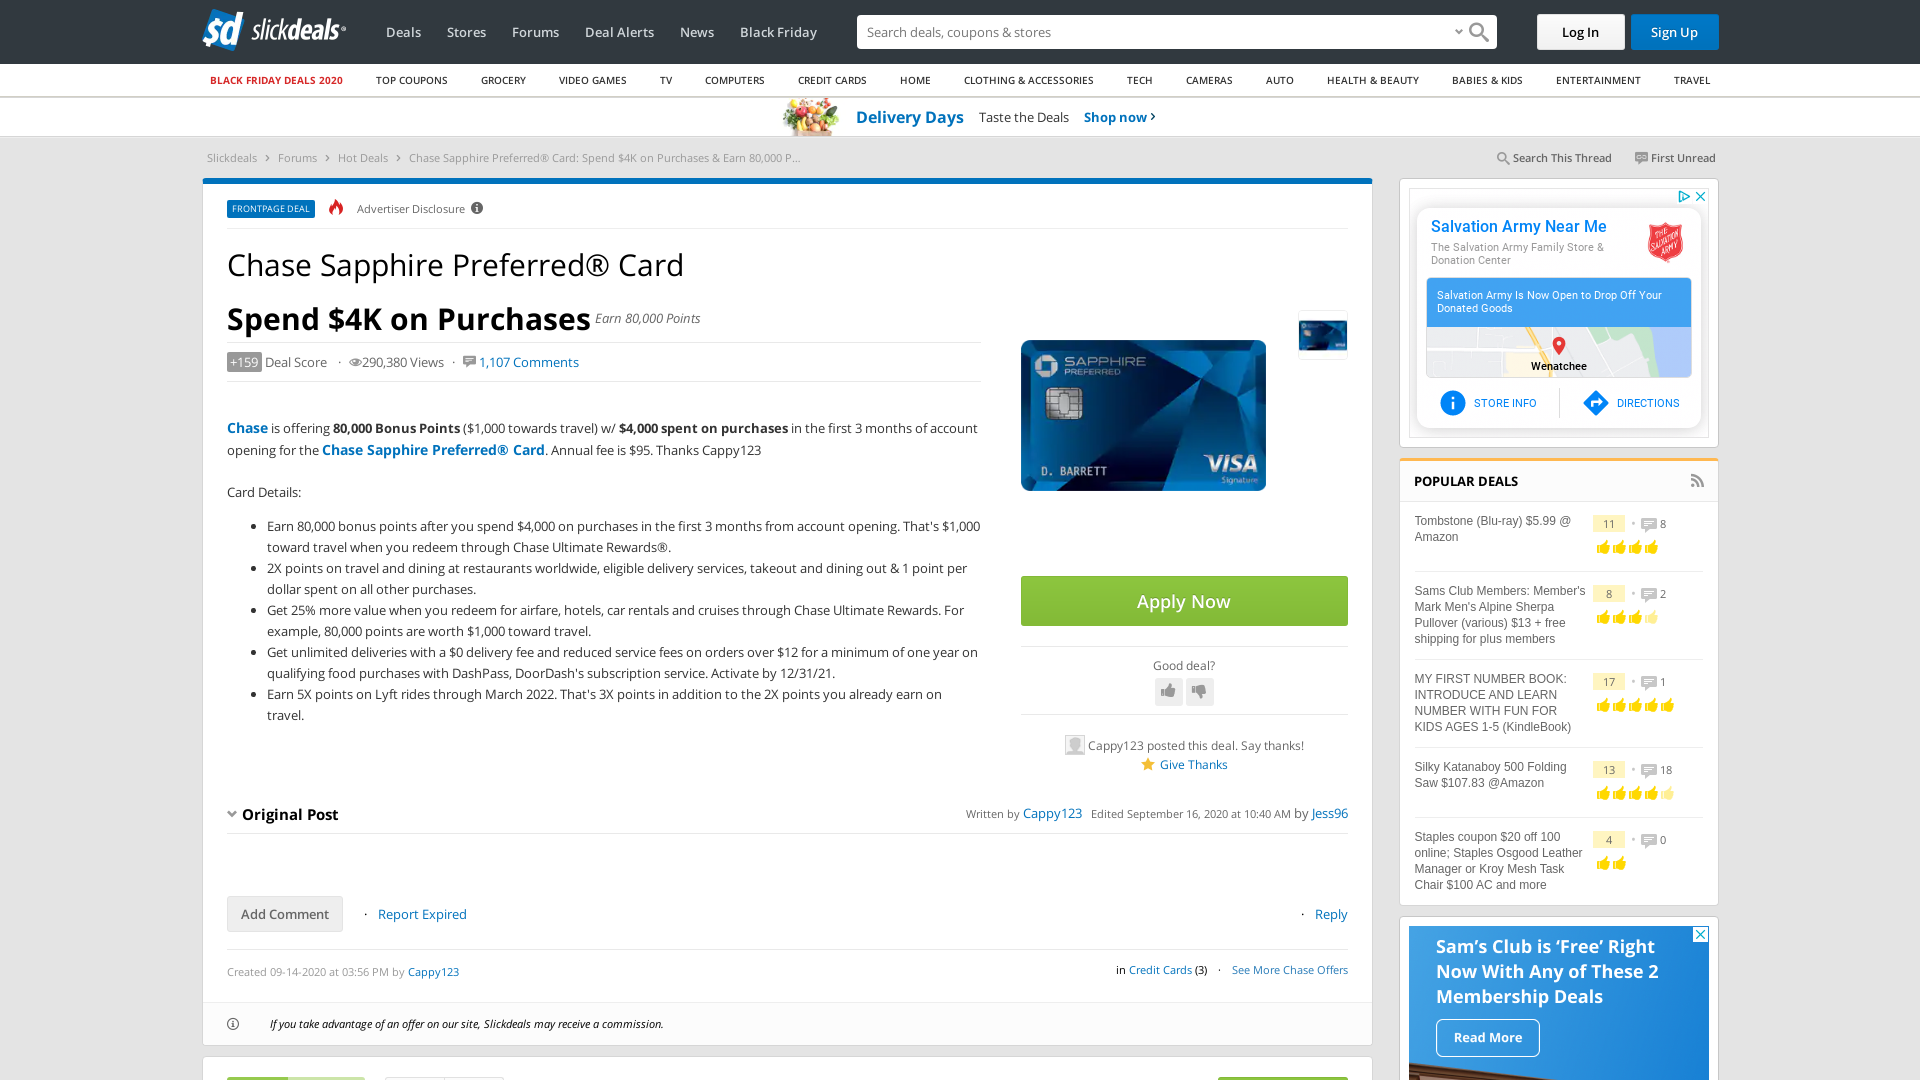 sd slickdeals®
Deals Stores Forums Deal Alerts News Black Friday
Search deals, coupons & stores
Log In
Sign Up
BLACK FRIDAY DEALS 2020 TOP COUPONS GROCERY VIDEO GAMES TV COMPUTERS CREDIT CARDS HOME CLOTHING & ACCESSORIES TECH CAMERAS AUTO HEALTH & BEAUTY BABIES & KIDS ENTERTAINMENT TRAVEL
Delivery Days Taste the Deals Shop now ›
Slickdeals › Forums › Hot Deals › Chase Sapphire Preferred® Card: Spend $4K on Purchases & Earn 80,000 P...
Search This Thread
First Unread
FRONTPAGE DEAL
Advertiser Disclosure
Chase Sapphire Preferred® Card
Spend $4K on Purchases Earn 80,000 Points
+159 Deal Score · 290,380 Views · 1,107 Comments
Chase is offering 80,000 Bonus Points ($1,000 towards travel) w/ $4,000 spent on purchases in the first 3 months of account
opening for the Chase Sapphire Preferred® Card. Annual fee is $95. Thanks Cappy123
Card Details:
• Earn 80,000 bonus points after you spend $4,000 on purchases in the first 3 months from account opening. That's $1,000
toward travel when you redeem through Chase Ultimate Rewards®.
• 2X points on travel and dining at restaurants worldwide, eligible delivery services, takeout and dining out & 1 point per
dollar spent on all other purchases.
• Get 25% more value when you redeem for airfare, hotels, car rentals and cruises through Chase Ultimate Rewards. For
example, 80,000 points are worth $1,000 toward travel.
• Get unlimited deliveries with a $0 delivery fee and reduced service fees on orders over $12 for a minimum of one year on
qualifying food purchases with DashPass, DoorDash's subscription service. Activate by 12/31/21.
• Earn 5X points on Lyft rides through March 2022. That's 3X points in addition to the 2X points you already earn on
travel.
SAPPHIRE
PREFERRED
D. BARRETT
VISA
Signature
Apply Now
Good deal?
Cappy123 posted this deal. Say thanks!
Give Thanks
Original Post
Written by Cappy123 Edited September 16, 2020 at 10:40 AM by Jess96
Add Comment
· Report Expired
· Reply
Created 09-14-2020 at 03:56 PM by Cappy123
in Credit Cards (3) · See More Chase Offers
If you take advantage of an offer on our site, Slickdeals may receive a commission.
Salvation Army Near Me
The Salvation Army Family Store &
Donation Center
THE
SALVATION
ARMY
Salvation Army Is Now Open to Drop Off Your
Donated Goods
Wenatchee
STORE INFO
DIRECTIONS
POPULAR DEALS
Tombstone (Blu-ray) $5.99 @
Amazon
11 • 8
Sams Club Members: Member's
Mark Men's Alpine Sherpa
Pullover (various) $13 + free
shipping for plus members
8 • 2
MY FIRST NUMBER BOOK:
INTRODUCE AND LEARN
NUMBER WITH FUN FOR
KIDS AGES 1-5 (KindleBook)
17 • 1
Silky Katanaboy 500 Folding
Saw $107.83 @Amazon
13 • 18
Staples coupon $20 off 100
online; Staples Osgood Leather
Manager or Kroy Mesh Task
Chair $100 AC and more
4 • 0
Sam's Club is ‘Free’ Right
Now With Any of These 2
Membership Deals
Read More